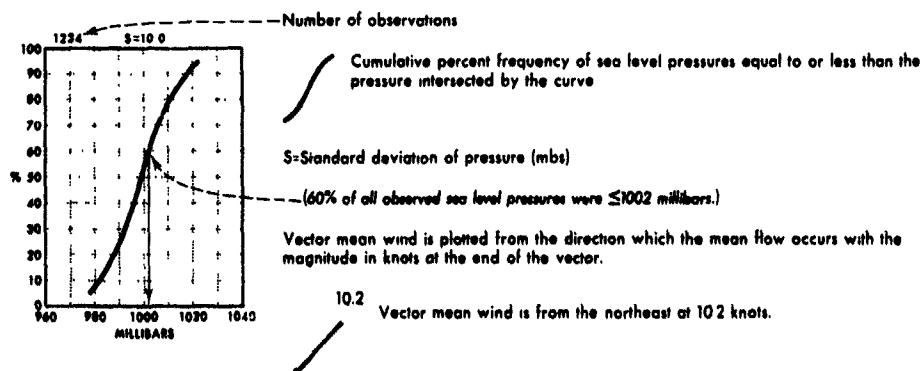 Number of observations
1234 S=10 0
100
90
80
70
60
50
40
30
20
10
0
%
960 980 1000 1020 1040
MILLIBARS
Cumulative percent frequency of sea level pressures equal to or less than the
pressure intersected by the curve
S=Standard deviation of pressure (mbs)
(60% of all observed sea level pressures were ≤1002 millibars.)
Vector mean wind is plotted from the direction which the mean flow occurs with the
magnitude in knots at the end of the vector.
10.2
Vector mean wind is from the northeast at 10 2 knots.